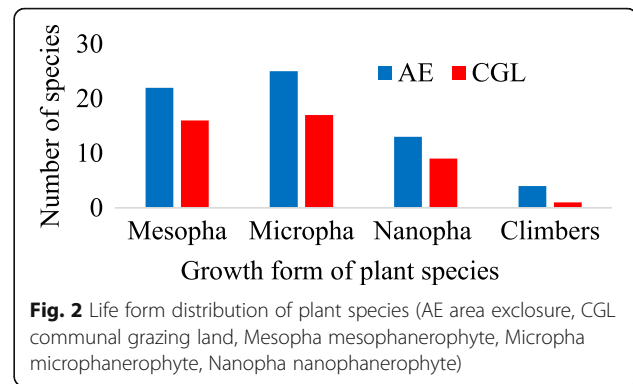 30
20
10
0
Number of species
AE CGL
Mesopha Micropha Nanopha Climbers
Growth form of plant species
Fig. 2 Life form distribution of plant species (AE area exclosure, CGL
communal grazing land, Mesopha mesophanerophyte, Micropha
microphanerophyte, Nanopha nanophanerophyte)